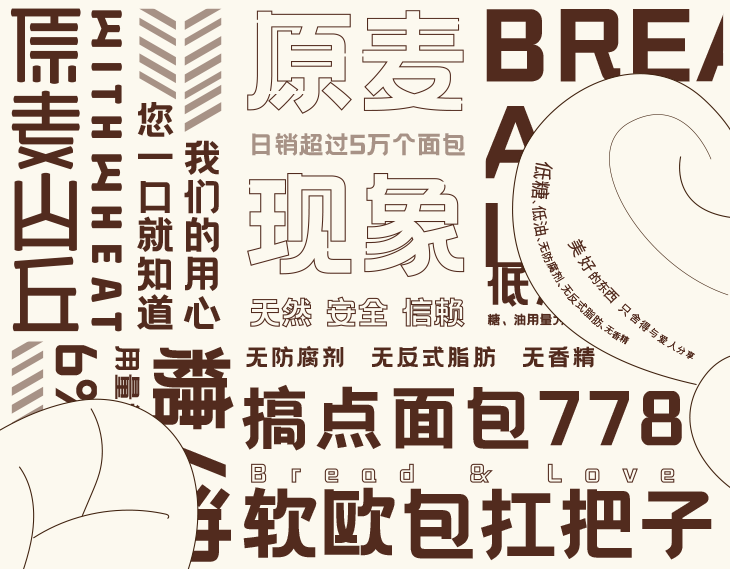 原麦山丘
WITHWHEAT
您一口就知道
我们的用心
原麦
日销超过5万个面包
现象
天然 安全 信赖
BREA
A
L
低
糖、油用量
低糖、低油、无防腐剂、无反式脂肪、无香精
美好的东西 只舍得与爱人分享
无防腐剂 无反式脂肪 无香精
6%
用量
糖
搞点面包778
Bread & Love
软欧包扛把子